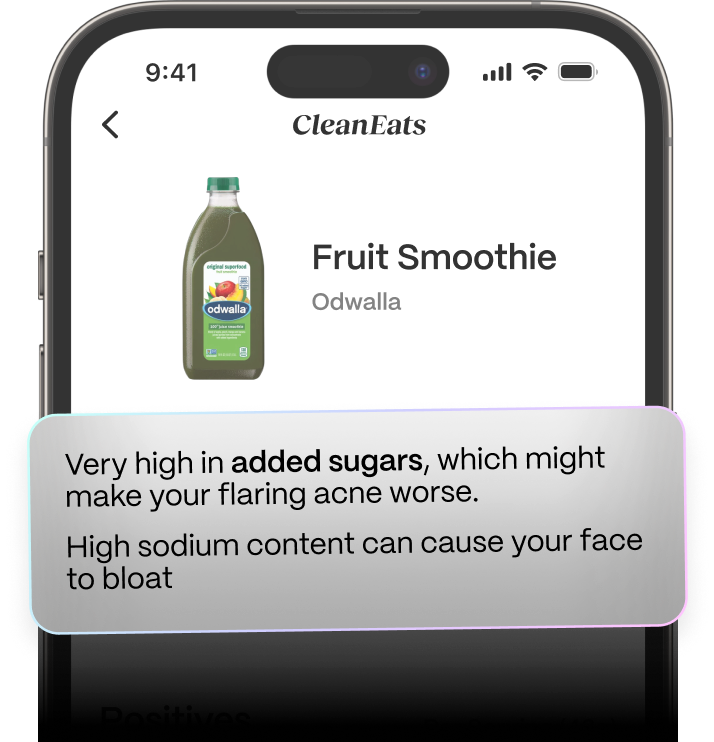 9:41
CleanEats
original superfood
odwalla
Fruit Smoothie
Odwalla
Very high in added sugars, which might
make your flaring acne worse.
High sodium content can cause your face
to bloat
Positives